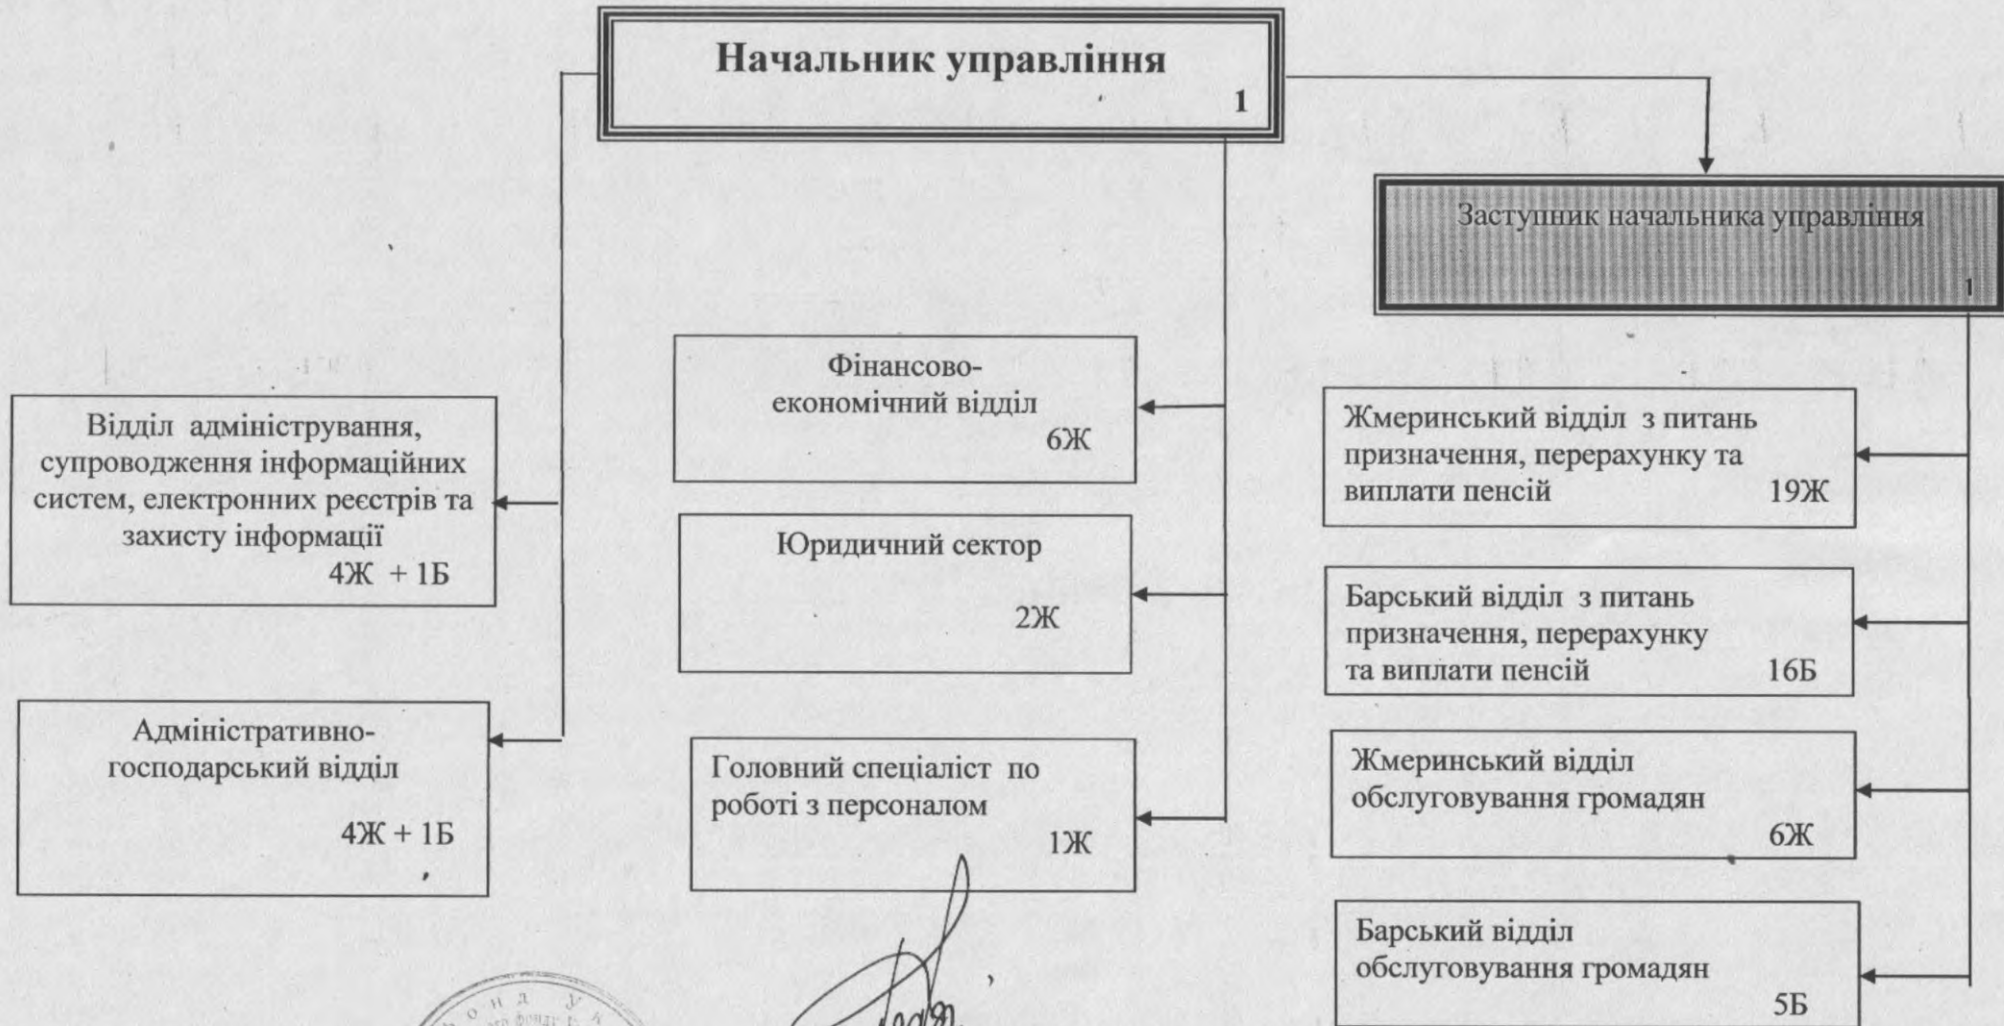 Начальник управління
1
Заступник начальника управління
1
Відділ адміністрування,
супроводження інформаційних
систем, електронних реєстрів та
захисту інформації
4Ж + 1Б
Адміністративно-
господарський відділ
4Ж + 1Б
Фінансово-
економічний відділ
6Ж
Юридичний сектор
2Ж
Головний спеціаліст по
роботі з персоналом
1Ж
Жмеринський відділ з питань
призначення, перерахунку та
виплати пенсій 19Ж
Барський відділ з питань
призначення, перерахунку
та виплати пенсій 16Б
Жмеринський відділ
обслуговування громадян
6Ж
Барський відділ
обслуговування громадян
5Б